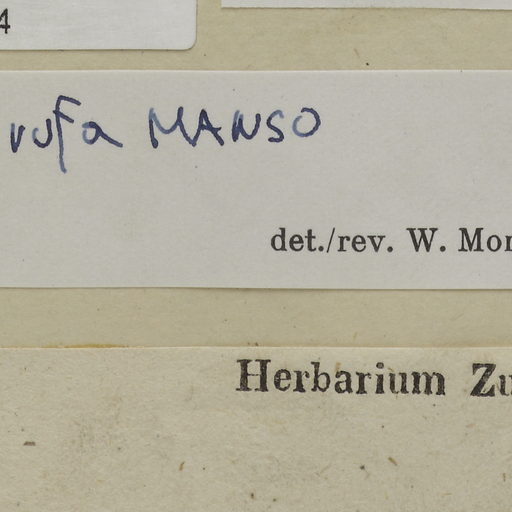 4
rufa MANSO
det./rev. W. Mor
Herbarium Zu